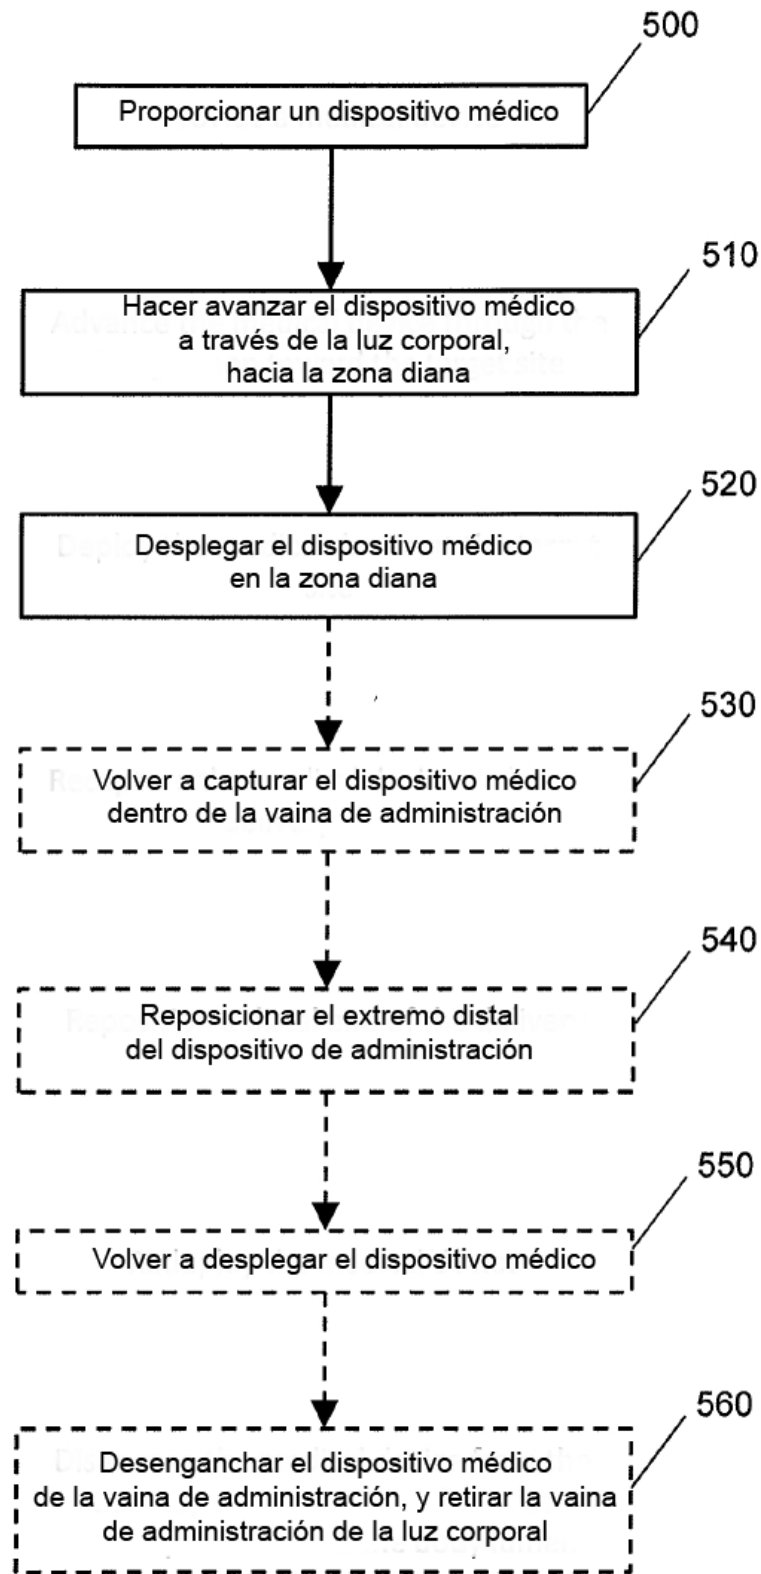 500
Proporcionar un dispositivo médico
510
Hacer avanzar el dispositivo médico
a través de la luz corporal,
hacia la zona diana
520
Desplegar el dispositivo médico
en la zona diana
530
Volver a capturar el dispositivo médico
dentro de la vaina de administración
540
Reposicionar el extremo distal
del dispositivo de administración
550
Volver a desplegar el dispositivo médico
560
Desenganchar el dispositivo médico
de la vaina de administración, y retirar la vaina
de administración de la luz corporal